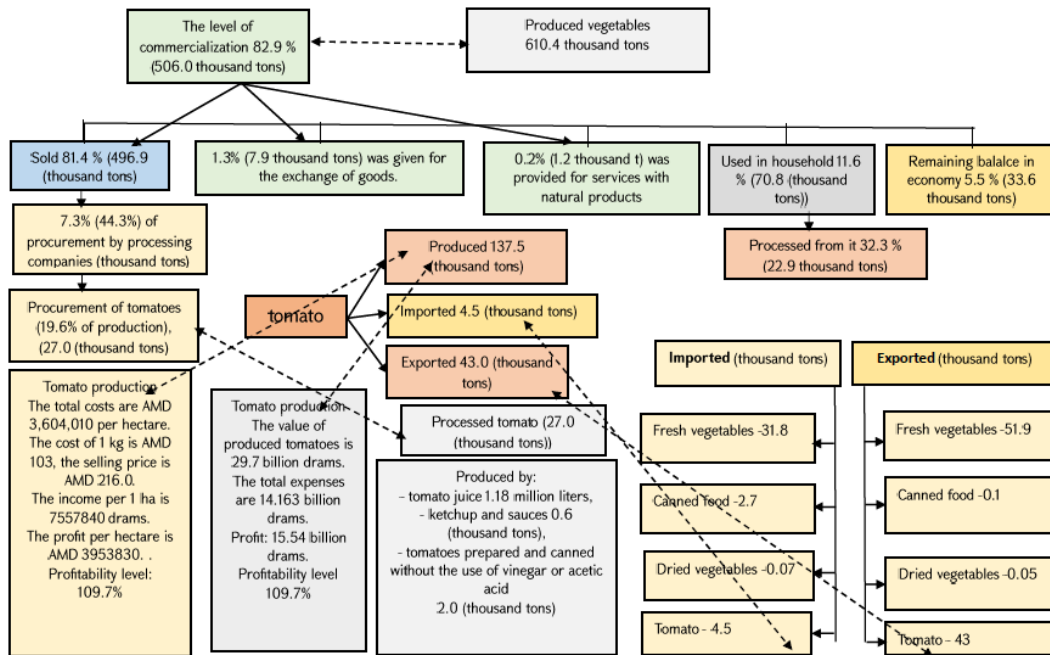 The level of
commercialization 82.9 %
(506.0 thousand tons)
Produced vegetables
610.4 thousand tons
Sold 81.4 % (496.9
(thousand tons)
1.3% (7.9 thousand tons) was given for
the exchange of goods.
0.2% (1.2 thousand t) was
provided for services with
natural products
Used in household 11.6
% (70.8 (thousand
tons))
Remaining balalce in
economy 5.5 % (33.6
thousand tons)
7.3% (44.3%) of
procurement by processing
companies (thousand tons)
Processed from it 32.3 %
(22.9 thousand tons)
Procurement of tomatoes
(19.6% of production),
(27.0 (thousand tons)
tomato
Produced 137.5
(thousand tons)
Imported 4.5 (thousand tons)
Exported 43.0 (thousand
tons)
Tomato production
The total costs are AMD
3,604,010 per hectare.
The cost of 1 kg is AMD
103, the selling price is
AMD 216.0.
The income per 1 ha is
7557840 drams.
The profit per hectare is
AMD 3953830. .
Profitability level:
109.7%
Tomato production
The value of
produced tomatoes is
29.7 billion drams.
The total expenses
are 14.163 billion
drams.
Profit: 15.54 billion
drams.
Profitability level
109.7%
Processed tomato (27.0
(thousand tons))
Produced by:
- tomato juice 1.18 million liters,
- ketchup and sauces 0.6
(thousand tons),
- tomatoes prepared and canned
without the use of vinegar or acetic
acid
2.0 (thousand tons)
Imported (thousand tons)
Fresh vegetables -31.8
Canned food -2.7
Dried vegetables -0.07
Tomato - 4.5
Exported (thousand tons)
Fresh vegetables -51.9
Canned food -0.1
Dried vegetables -0.05
Tomato - 43